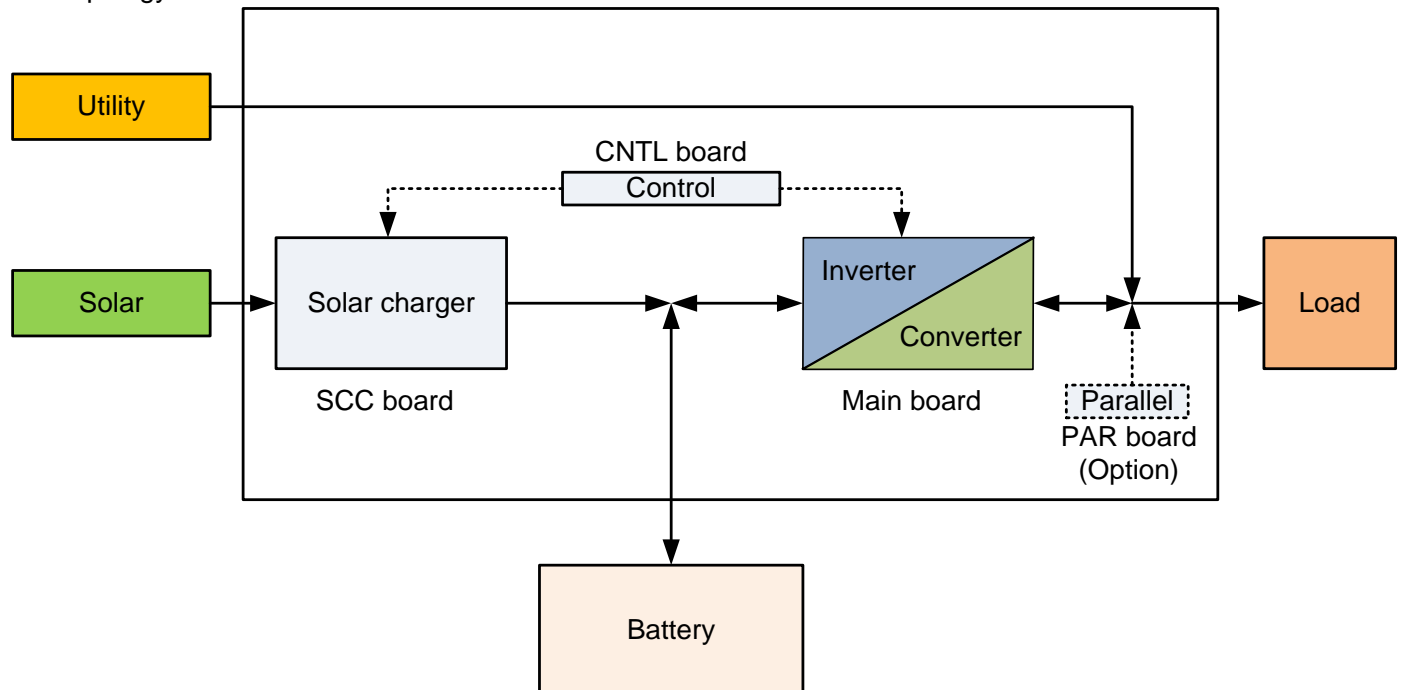 Utility
CNTL board
Control
Inverter
Solar
Solar charger
Load
Converter
SCC board
Main board
Parallel
PAR board
(Option)
Battery